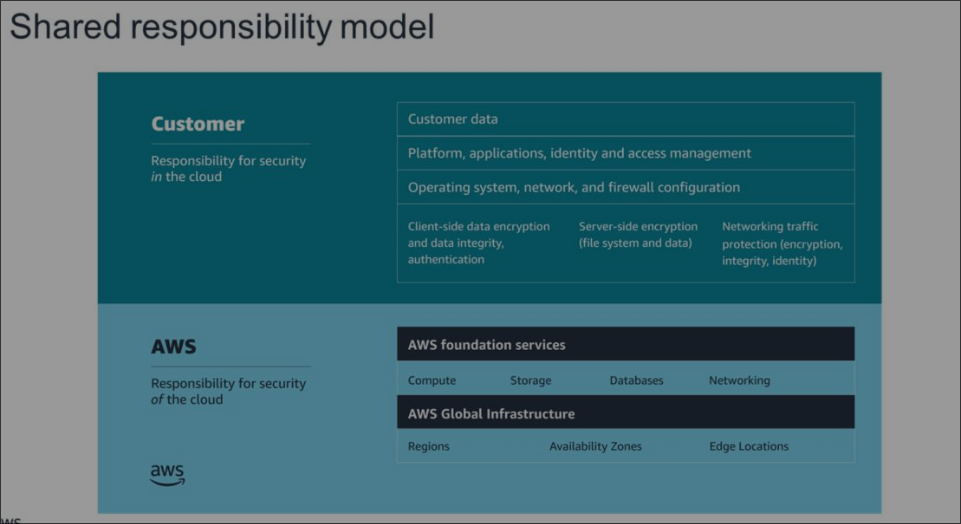 Shared responsibility model
Customer
Responsibility for security
in the cloud
Customer data
Platform, applications, identity and access management
Operating system, network, and firewall configuration
Client-side data encryption
and data integrity,
authentication
Server-side encryption
(file system and data)
Networking traffic
protection (encryption,
integrity, identity)
AWS
Responsibility for security
of the cloud
aws
AWS foundation services
Compute Storage Databases Networking
AWS Global Infrastructure
Regions Availability Zones Edge Locations